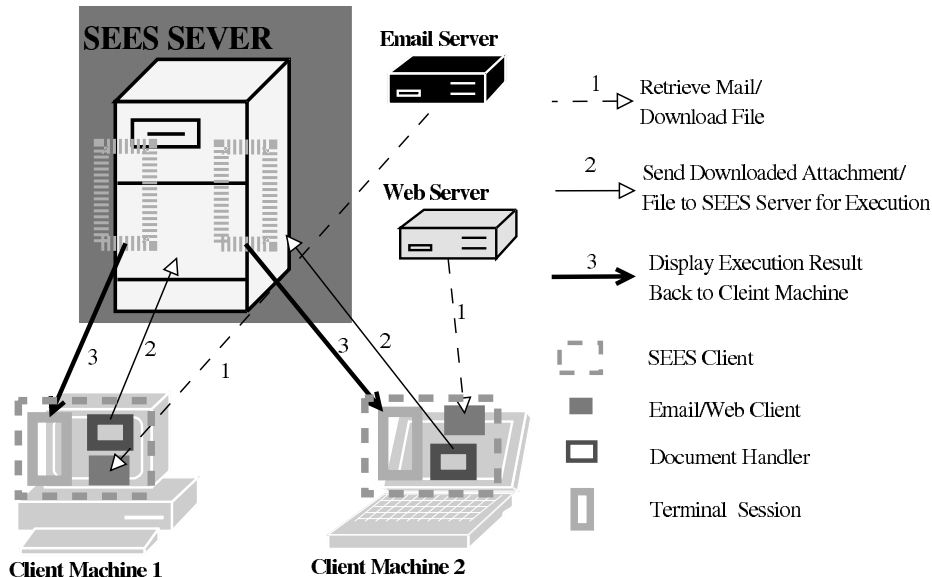 SEES SEVER
Email Server
Web Server
1
Retrieve Mail/
Download File
2
Send Downloaded Attachment/
File to SEES Server for Execution
3
Display Execution Result
Back to Cleint Machine
SEES Client
Email/Web Client
Document Handler
Terminal Session
3
2
1
3
2
1
Client Machine 1
Client Machine 2